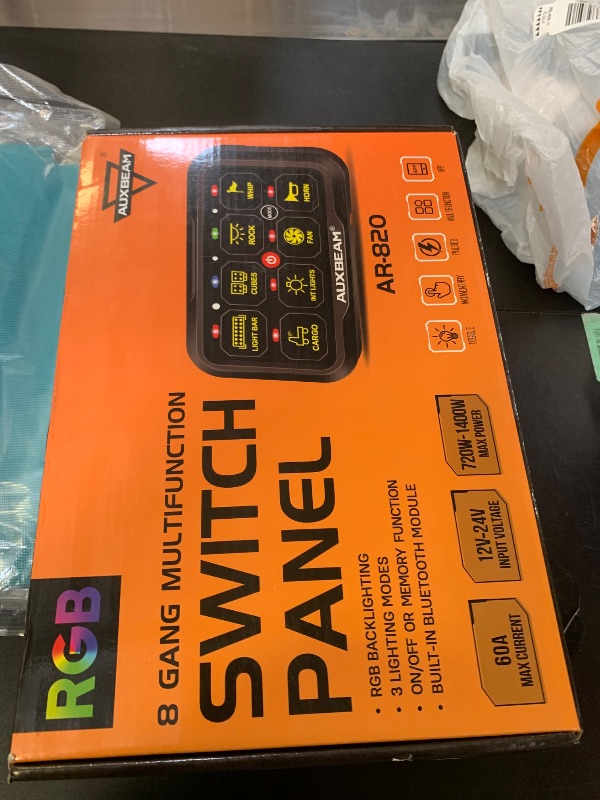 AUXBEAM®
RGB
8 GANG MULTIFUNCTION
SWITCH
PANEL
• RGB BACKLIGHTING
• 3 LIGHTING MODES
• ON/OFF OR MEMORY FUNCTION
• BUILT-IN BLUETOOTH MODULE
LIGHT BAR
CUBES
ROCK
WHIP
CARGO
INT LIGHTS
FAN
HORN
MODE
AUXBEAM®
AR-820
TOGGLE
MOMENTARY
PULSED
MULTIFUNCTION
APP
60A
MAX CURRENT
12V-24V
INPUT VOLTAGE
720W-1400W
MAX POWER